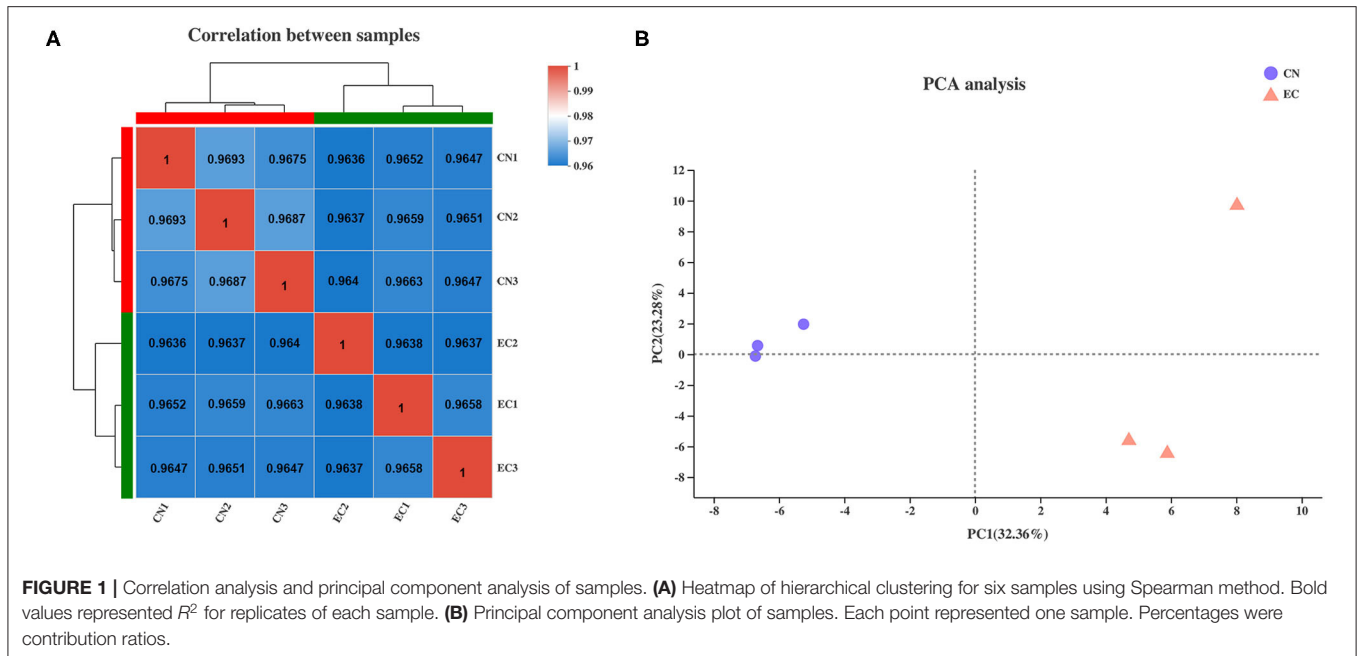 A
Correlation between samples
1
0.99
0.98
0.97
0.96
1 0.9693 0.9675 0.9636 0.9652 0.9647 CN1
0.9693 1 0.9687 0.9637 0.9659 0.9651 CN2
0.9675 0.9687 1 0.964 0.9663 0.9647 CN3
0.9636 0.9637 0.964 1 0.9638 0.9637 EC2
0.9652 0.9659 0.9663 0.9638 1 0.9658 EC1
0.9647 0.9651 0.9647 0.9637 0.9658 1 EC3
CN1 CN2 CN3 EC2 EC1 EC3
B
PCA analysis
CN
EC
PC2(23.28%)
12
10
8
6
4
2
0
-2
-4
-6
-8
-8 -6 -4 -2 0 2 4 6 8 10
PC1(32.36%)
FIGURE 1 | Correlation analysis and principal component analysis of samples. (A) Heatmap of hierarchical clustering for six samples using Spearman method. Bold
values represented R² for replicates of each sample. (B) Principal component analysis plot of samples. Each point represented one sample. Percentages were
contribution ratios.